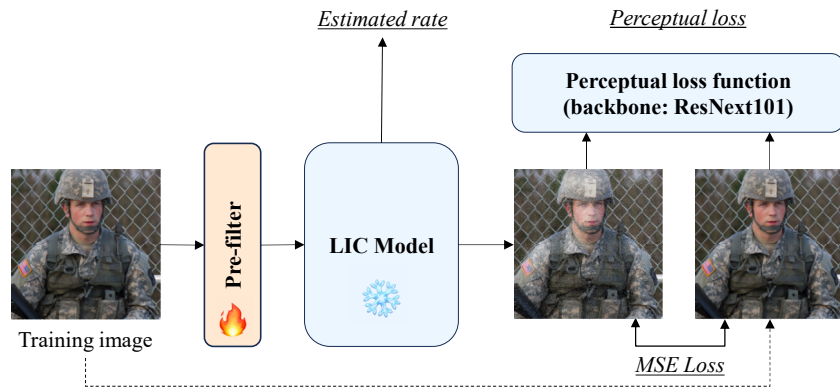 Estimated rate
Perceptual loss
Perceptual loss function
(backbone: ResNext101)
Pre-filter
LIC Model
Training image
MSE Loss